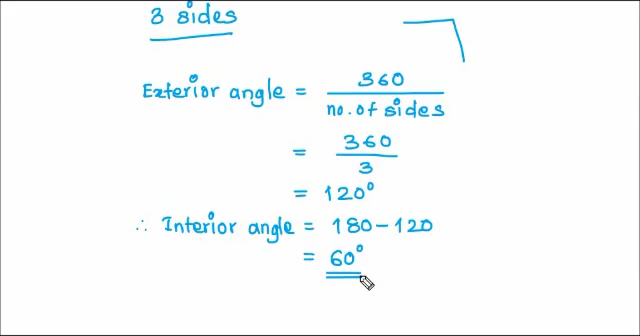 3 sides
Exterior angle = 360
no. of sides
= 360
3
= 120°
∴ Interior angle = 180 - 120
= 60°